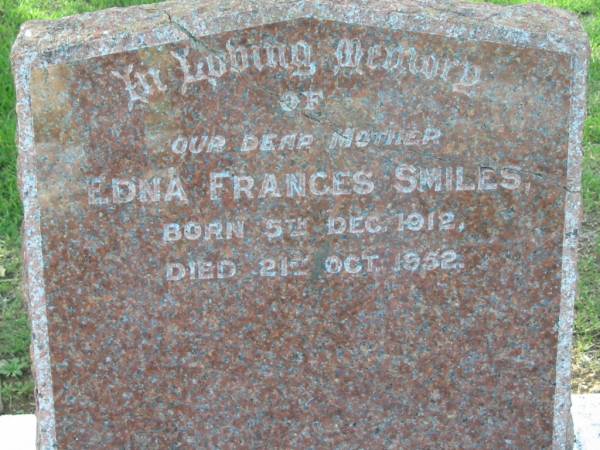 In Loving Memory
OF
OUR DEAR MOTHER
EDNA FRANCES SMILES,
BORN 5TH DEC. 1912,
DIED 21ST OCT. 1952.